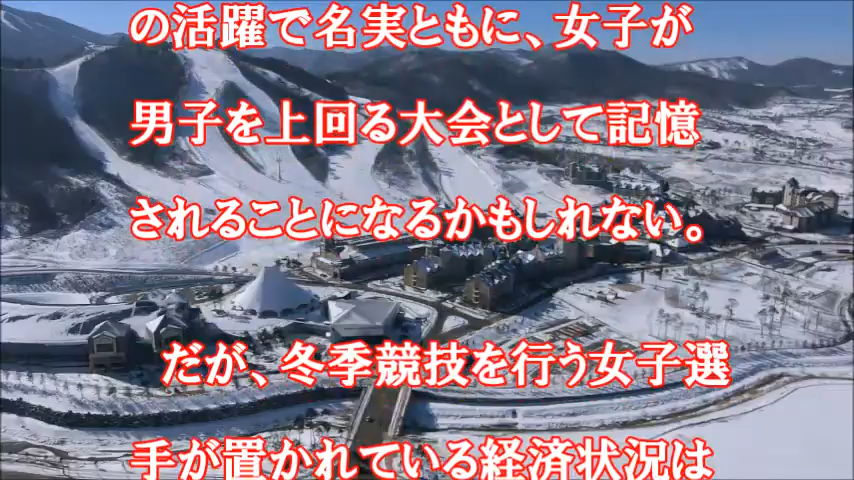 の活躍で名実ともに、女子が
男子を上回る大会として記憶
されることになるかもしれない。
だが、冬季競技を行う女子選
手が置かれている経済状況は